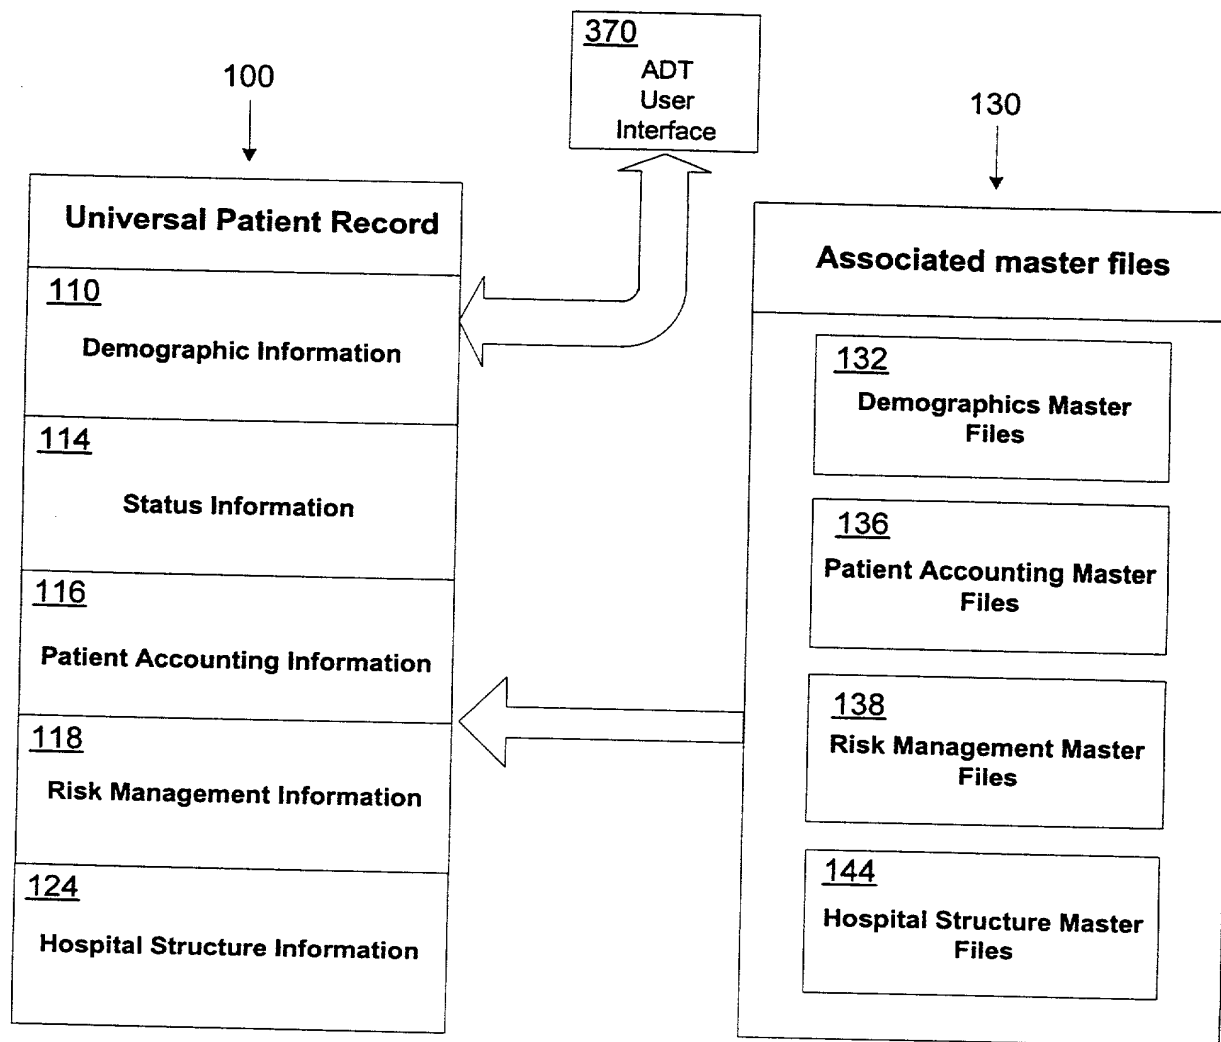 370
ADT
User
Interface
100
130
Universal Patient Record
110
Demographic Information
114
Status Information
116
Patient Accounting Information
118
Risk Management Information
124
Hospital Structure Information
Associated master files
132
Demographics Master
Files
136
Patient Accounting Master
Files
138
Risk Management Master
Files
144
Hospital Structure Master
Files